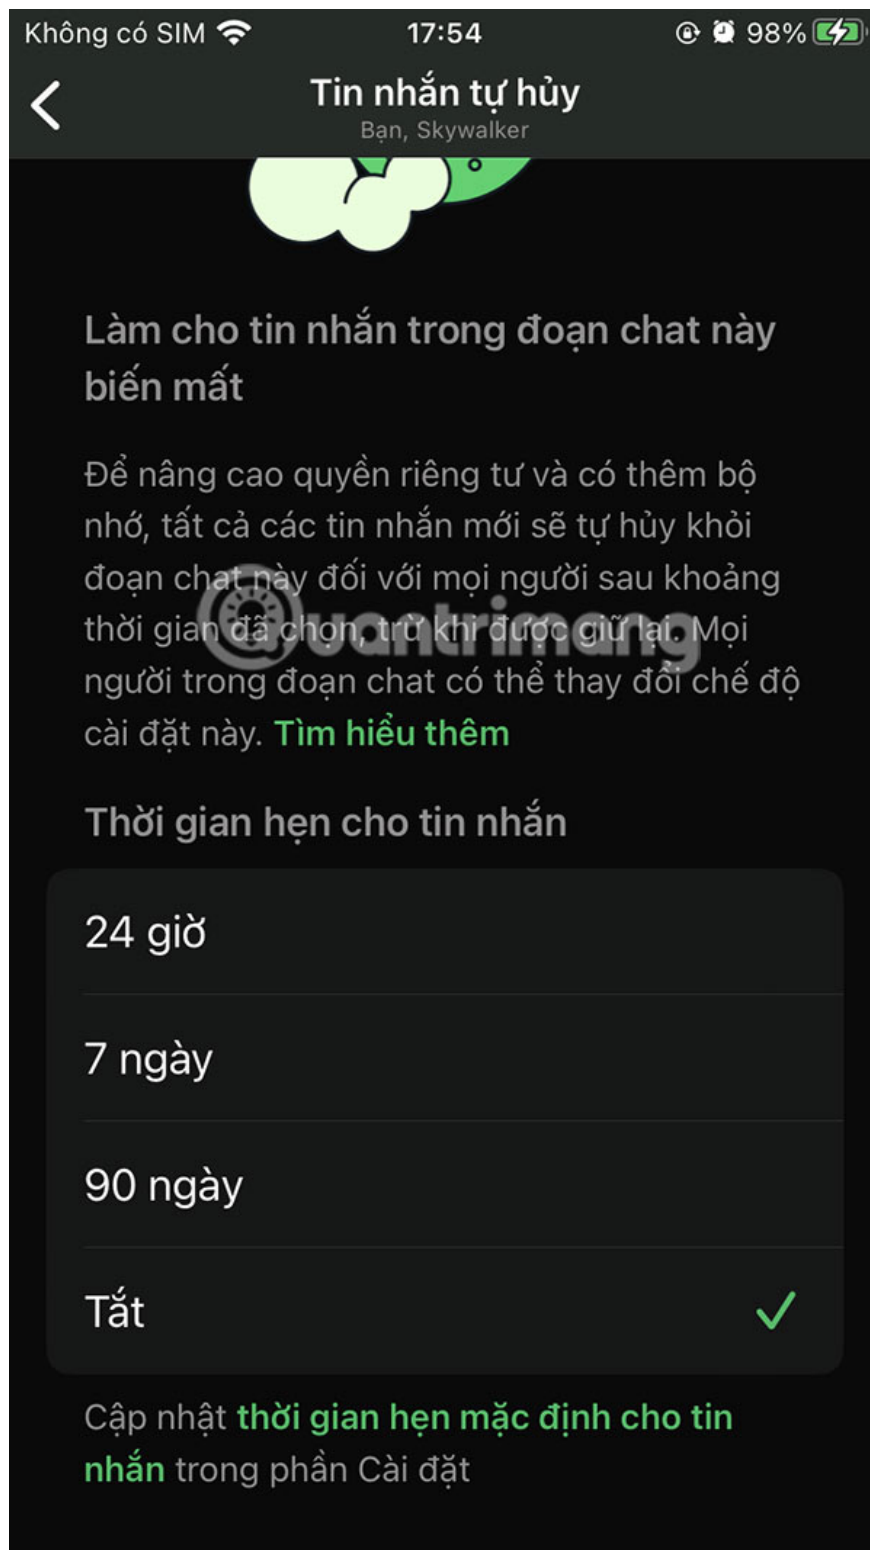 Không có SIM 17:54 98%
Tin nhắn tự hủy
Bạn, Skywalker
Làm cho tin nhắn trong đoạn chat này
biến mất
Để nâng cao quyền riêng tư và có thêm bộ
nhớ, tất cả các tin nhắn mới sẽ tự hủy khỏi
đoạn chat này đối với mọi người sau khoảng
thời gian đã chọn, trừ khi được giữ lại. Mọi
người trong đoạn chat có thể thay đổi chế độ
cài đặt này. Tìm hiểu thêm
Quantrimang
Thời gian hẹn cho tin nhắn
24 giờ
7 ngày
90 ngày
Tắt
Cập nhật thời gian hẹn mặc định cho tin
nhắn trong phần Cài đặt